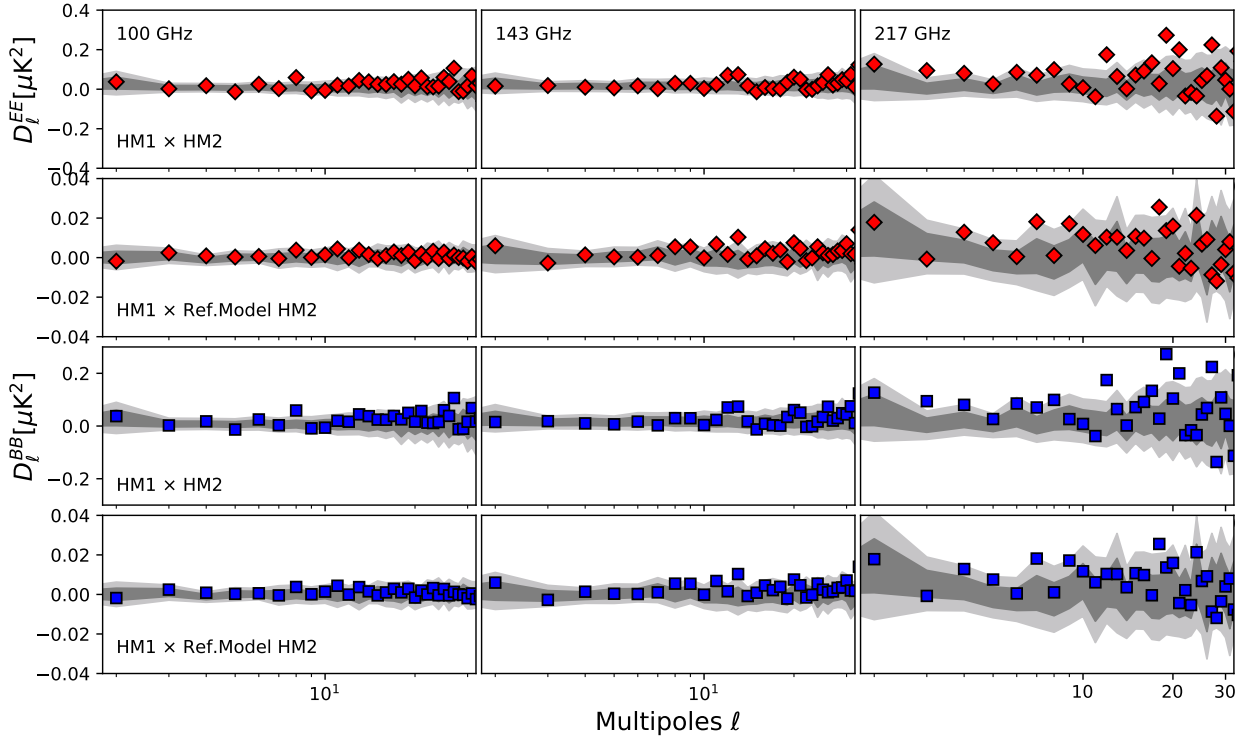 0.4
100 GHz
143 GHz
217 GHz
0.2
D_ℓ^{EE}[μK²]
0.0
−0.2
HM1 × HM2
−0.4
0.04
0.02
0.00
−0.02
HM1 × Ref.Model HM2
−0.04
0.2
D_ℓ^{BB}[μK²]
0.0
−0.2
HM1 × HM2
0.04
0.02
0.00
−0.02
HM1 × Ref.Model HM2
−0.04
10¹
10¹
10
20
30
Multipoles ℓ